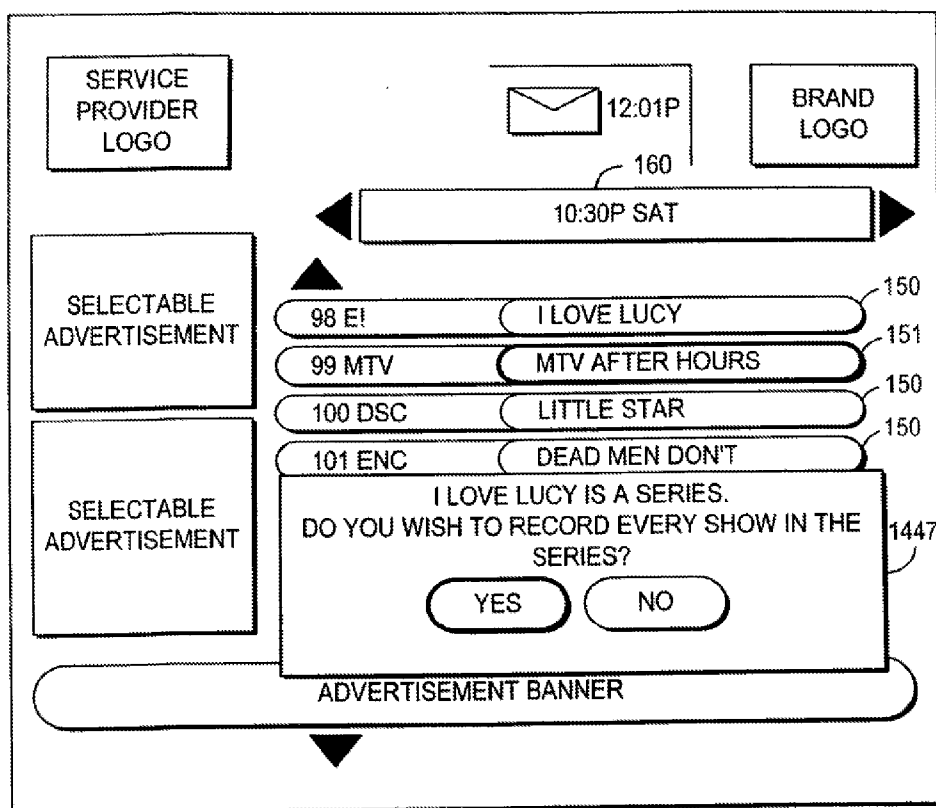 SERVICE
PROVIDER
LOGO
12:01P
BRAND
LOGO
160
10:30P SAT
SELECTABLE
ADVERTISEMENT
98 E! I LOVE LUCY 150
99 MTV MTV AFTER HOURS 151
100 DSC LITTLE STAR 150
101 ENC DEAD MEN DON'T 150
SELECTABLE
ADVERTISEMENT
I LOVE LUCY IS A SERIES.
DO YOU WISH TO RECORD EVERY SHOW IN THE
SERIES?
1447
YES NO
ADVERTISEMENT BANNER